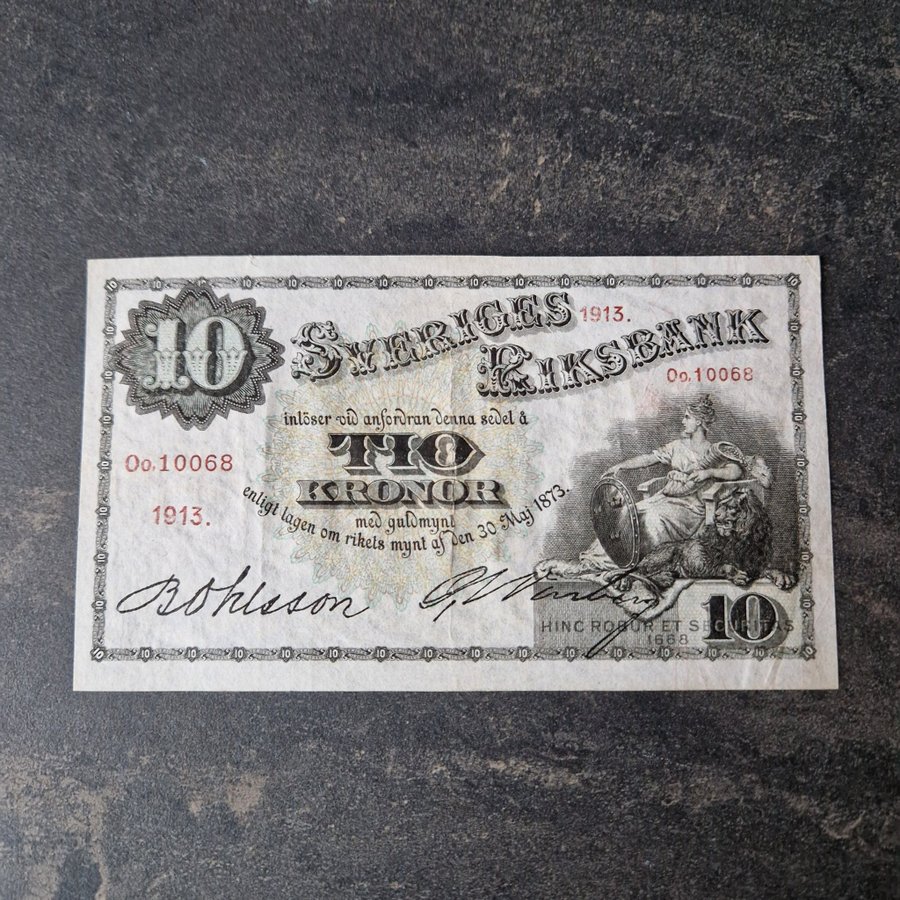 10
SVERIGES
1913.
RIKSBANK
Oo.10068
inlöser vid anfordran denna sedel à
TIO
KRONOR
Oo.10068
1913.
med guldmynt
enligt lagen om rikets mynt af den 30. Maj 1873.
B Ohlsson
HINC ROBUR ET SECURITAS
1668
10